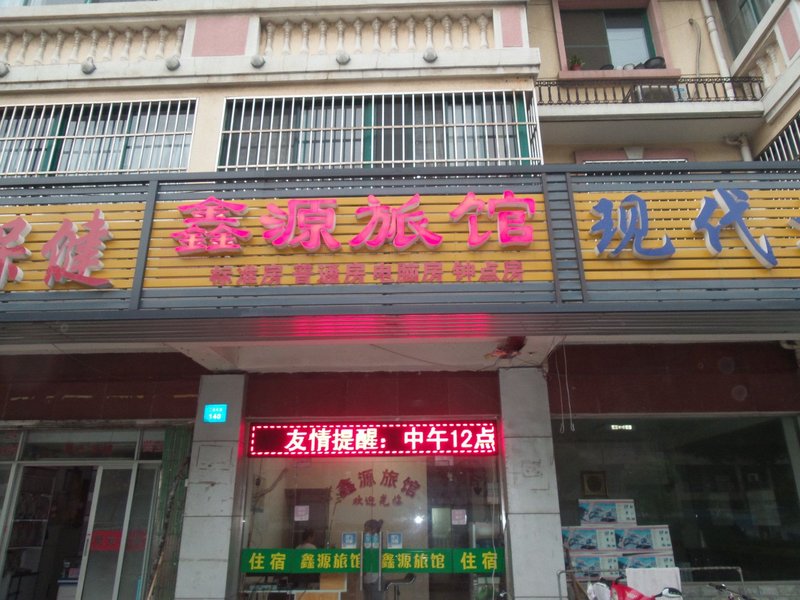 保健
鑫源旅馆
标准房 普通房 电脑房 钟点房
现代
540
友情提醒：中午12点
鑫源旅馆
欢迎光临
住宿 鑫源旅馆 鑫源旅馆 住宿